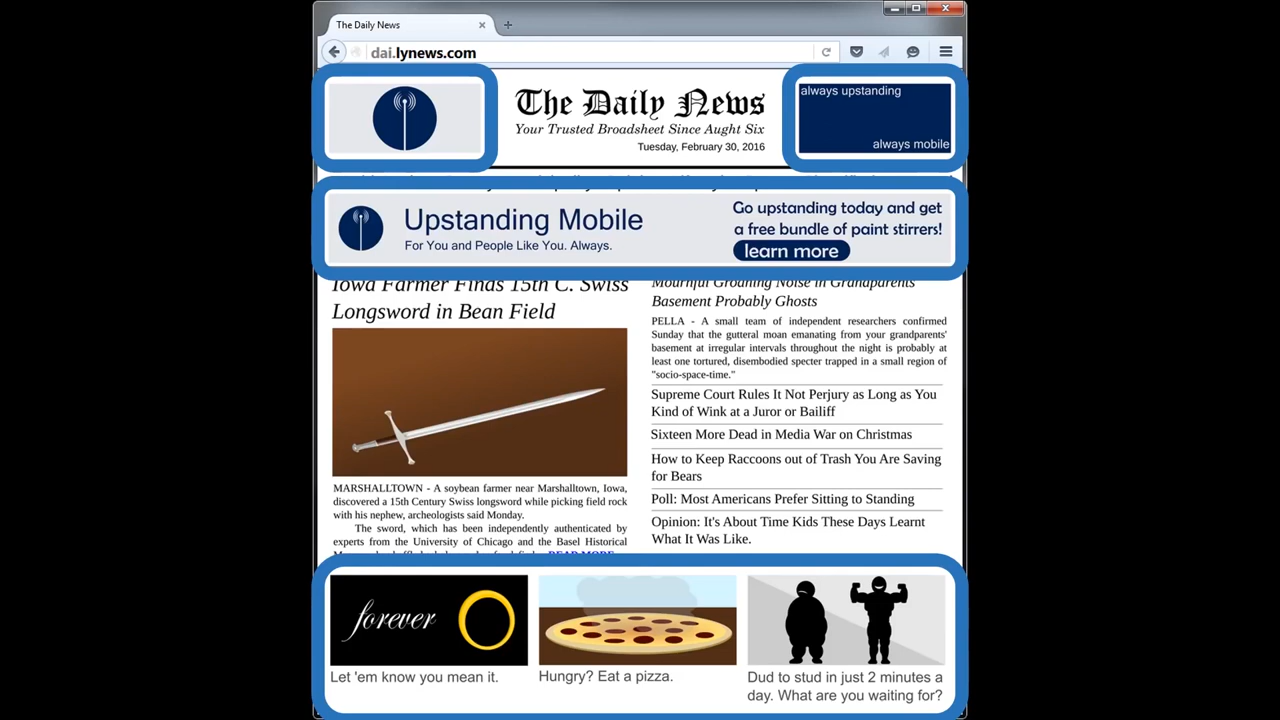 The Daily News
dai.lynews.com
The Daily News
Your Trusted Broadsheet Since Aught Six
Tuesday, February 30, 2016
always upstanding
always mobile
Upstanding Mobile
For You and People Like You. Always.
Go upstanding today and get
a free bundle of paint stirrers!
learn more
Iowa Farmer Finds 15th C. Swiss
Longsword in Bean Field
MARSHALLTOWN - A soybean farmer near Marshalltown, Iowa,
discovered a 15th Century Swiss longsword while picking field rock
with his nephew, archeologists said Monday.
The sword, which has been independently authenticated by
experts from the University of Chicago and the Basel Historical
READ MORE
Mournful Groaning Noise in Grandparents'
Basement Probably Ghosts
PELLA - A small team of independent researchers confirmed
Sunday that the gutteral moan emanating from your grandparents'
basement at irregular intervals throughout the night is probably at
least one tortured, disembodied specter trapped in a small region of
"socio-space-time."
Supreme Court Rules It Not Perjury as Long as You
Kind of Wink at a Juror or Bailiff
Sixteen More Dead in Media War on Christmas
How to Keep Raccoons out of Trash You Are Saving
for Bears
Poll: Most Americans Prefer Sitting to Standing
Opinion: It's About Time Kids These Days Learnt
What It Was Like.
forever
Let 'em know you mean it.
Hungry? Eat a pizza.
Dud to stud in just 2 minutes a
day. What are you waiting for?